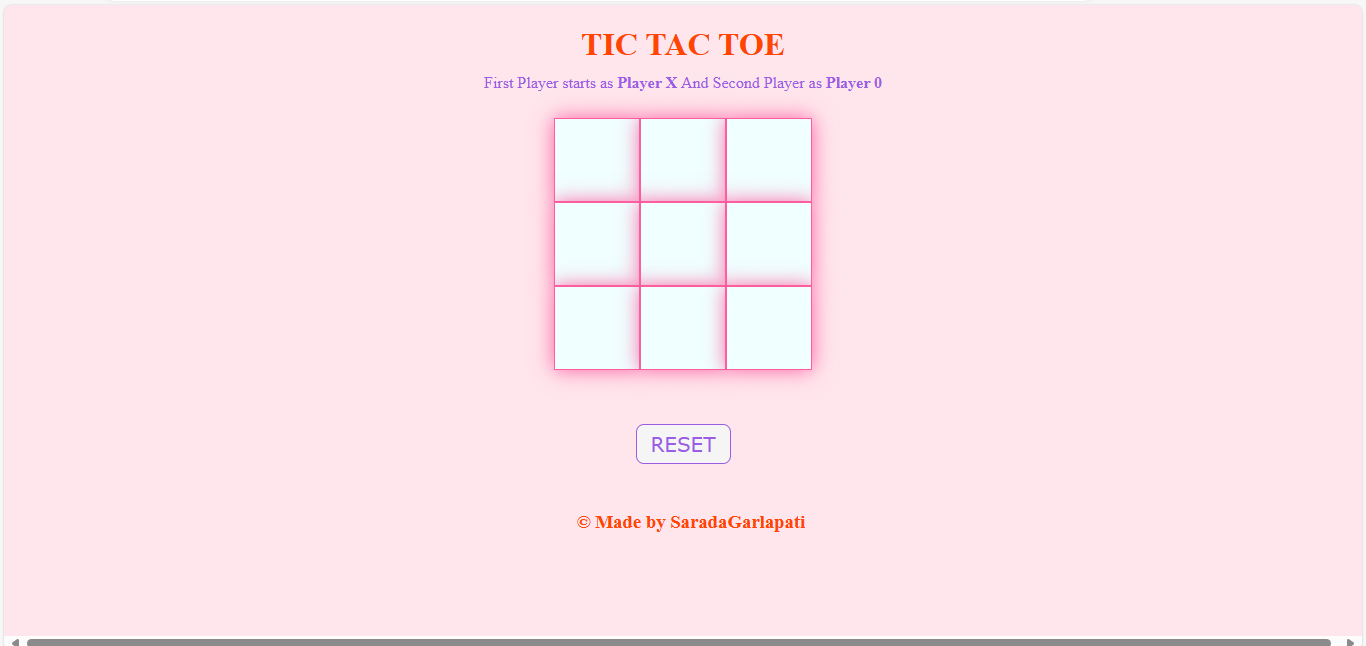 TIC TAC TOE
First Player starts as Player X And Second Player as Player 0
RESET
© Made by SaradaGarlapati